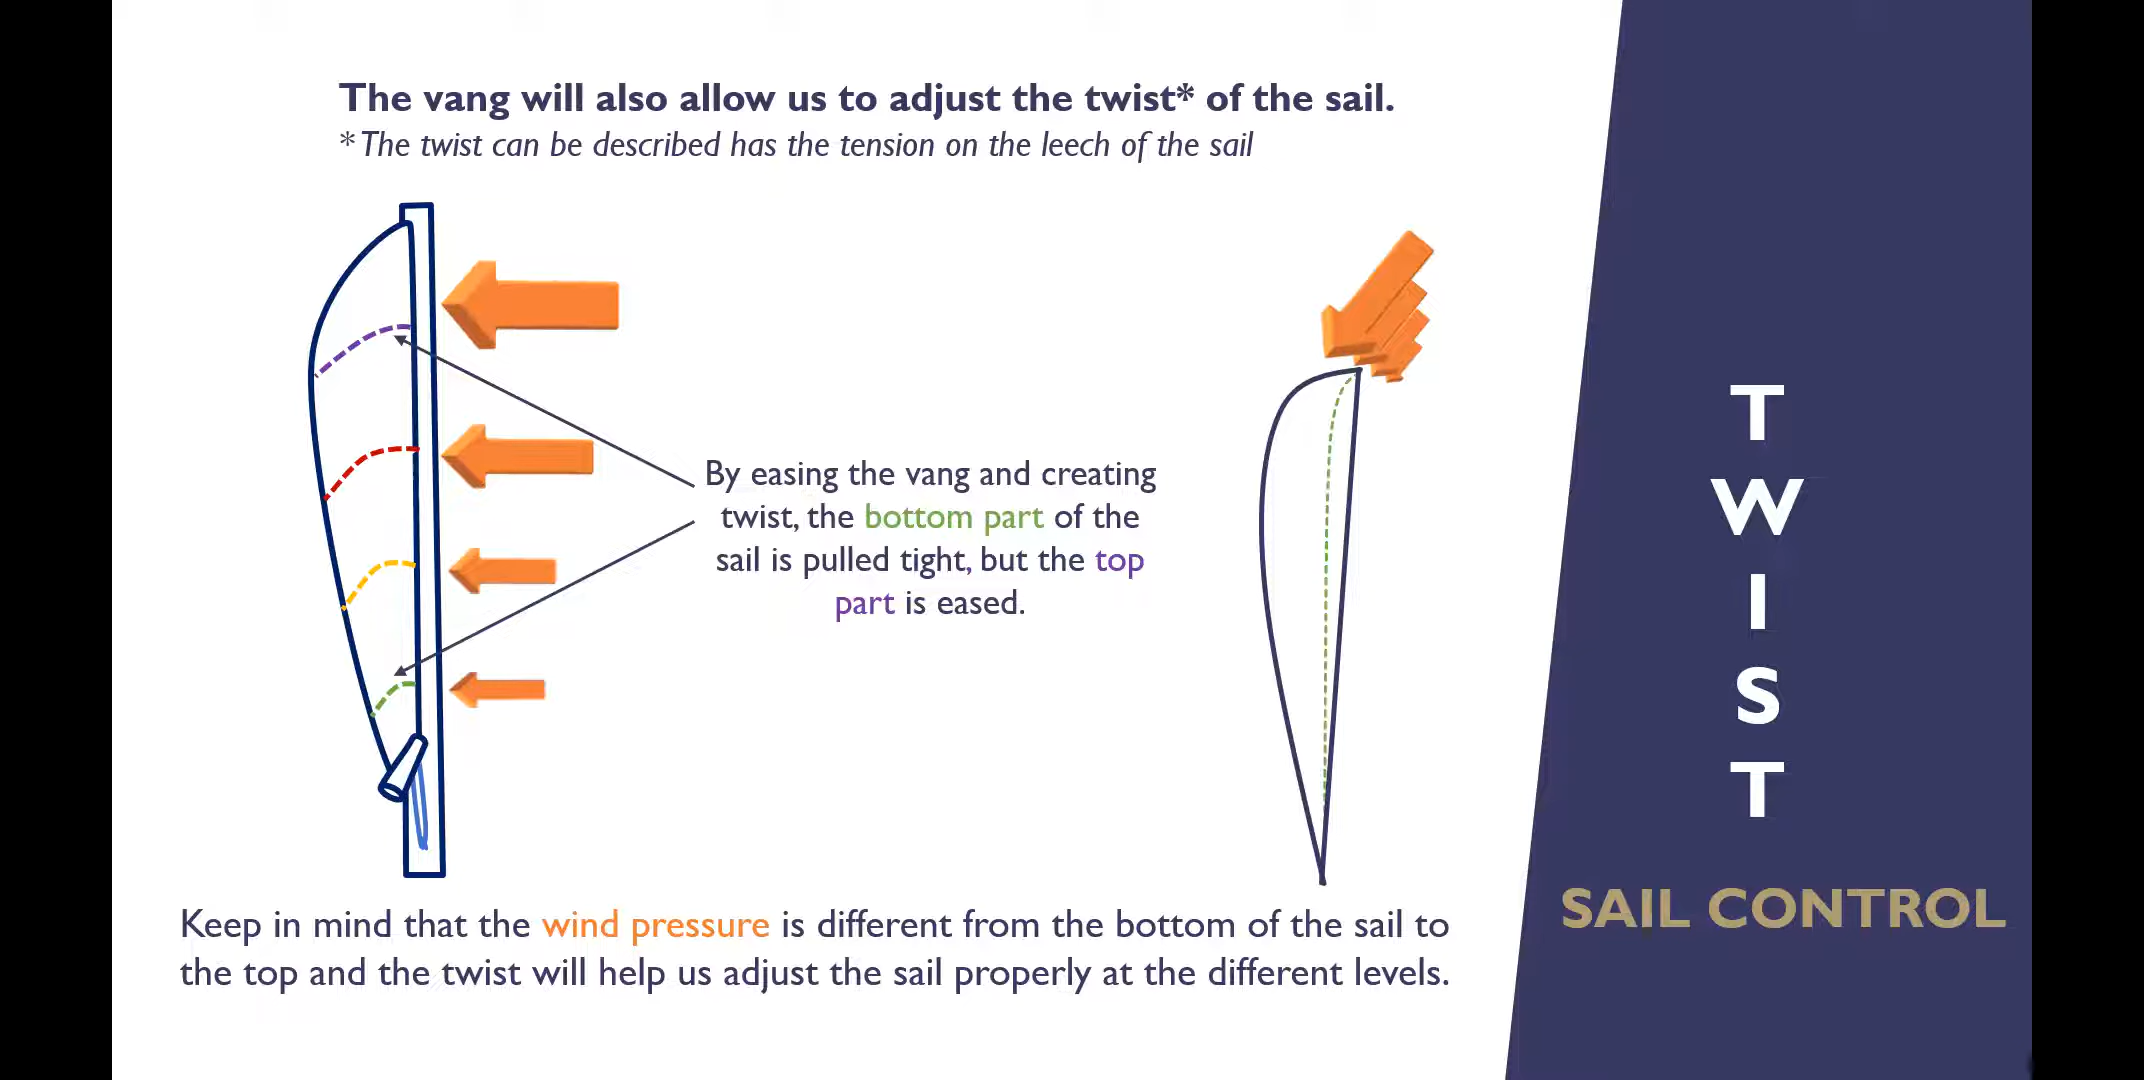 The vang will also allow us to adjust the twist* of the sail.
* The twist can be described has the tension on the leech of the sail
By easing the vang and creating
twist, the bottom part of the
sail is pulled tight, but the top
part is eased.
Keep in mind that the wind pressure is different from the bottom of the sail to
the top and the twist will help us adjust the sail properly at the different levels.
T
W
I
S
T
SAIL CONTROL